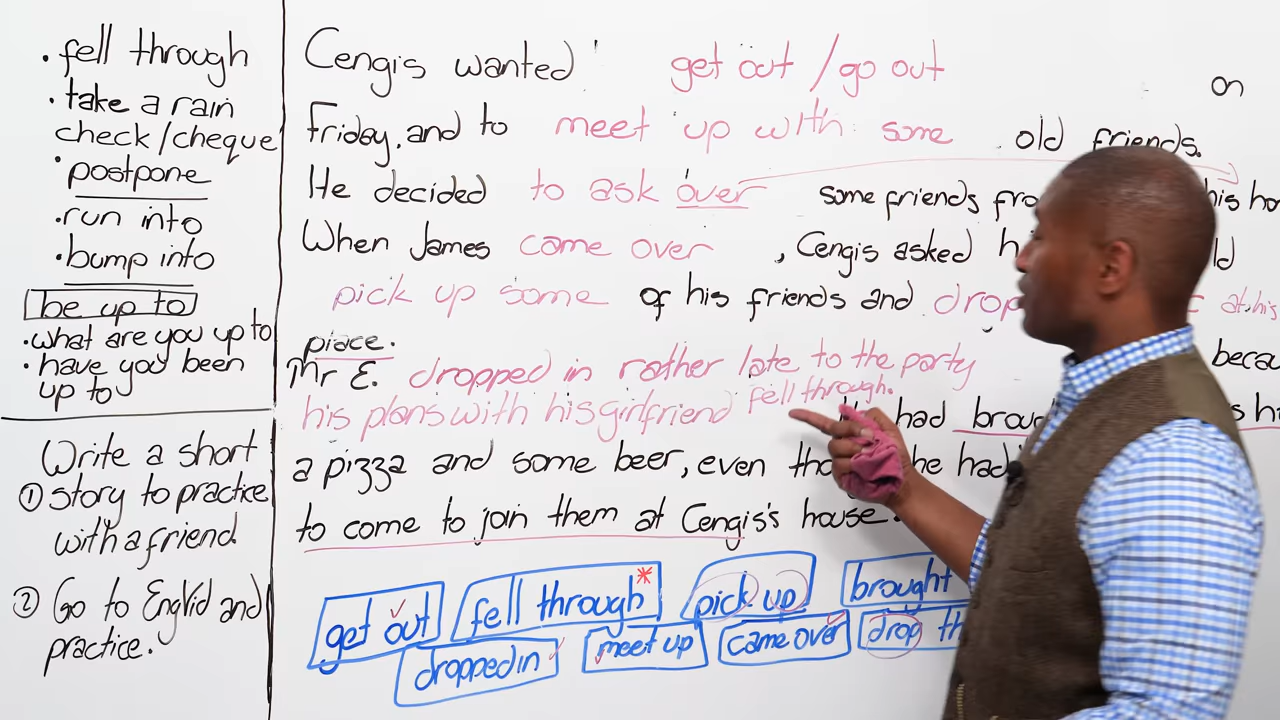 . fell through
. take a rain
check/cheque
. postpone
. run into
. bump into
be up to
. what are you up to
. have you been
up to
Write a short
① story to practice
with a friend.
② Go to EngVid and
practice.
Cengis wanted get out / go out on
Friday, and to meet up with some old friends.
He decided to ask over some friends his
When James came over , Cengis asked
pick up some of his friends and drop at his
place.
Mr E. dropped in rather late to the party
fell through.
his plans with his girlfriend had
a pizza and some beer, even he had
to come to join them at Cengis's house.
get out fell through* pick up brought
dropped in meet up came over drop